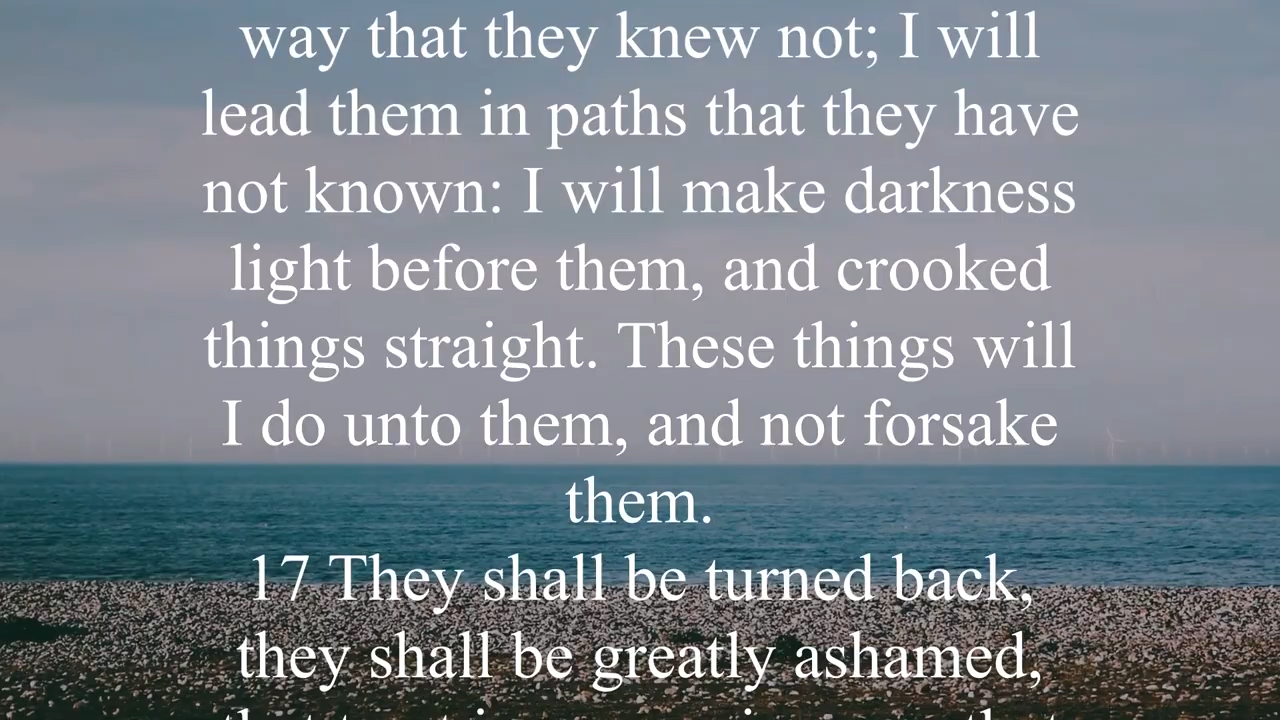 way that they knew not; I will
lead them in paths that they have
not known: I will make darkness
light before them, and crooked
things straight. These things will
I do unto them, and not forsake
them.
17 They shall be turned back,
they shall be greatly ashamed,
that